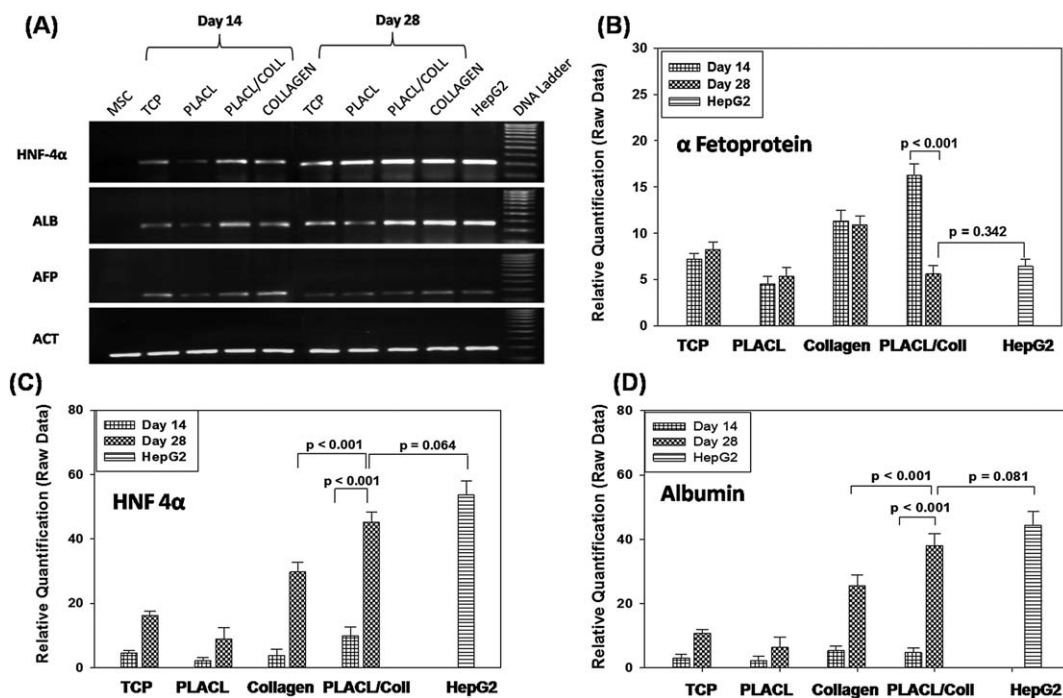 (A)
Day 14
Day 28
MSC
TCP
PLACL
PLACL/COLL
COLLAGEN
TCP
PLACL
PLACL/COLL
COLLAGEN
HepG2
DNA Ladder
HNF-4α
ALB
AFP
ACT
(B)
Relative Quantification (Raw Data)
30
25
20
15
10
5
0
Day 14
Day 28
HepG2
α Fetoprotein
p < 0.001
p = 0.342
TCP PLACL Collagen PLACL/Coll HepG2
(C)
Relative Quantification (Raw Data)
80
60
40
20
0
Day 14
Day 28
HepG2
HNF 4α
p < 0.001
p = 0.064
p < 0.001
TCP PLACL Collagen PLACL/Coll HepG2
(D)
Relative Quantification (Raw Data)
80
60
40
20
0
Day 14
Day 28
HepG2
Albumin
p < 0.001
p = 0.081
p < 0.001
TCP PLACL Collagen PLACL/Coll HepG2